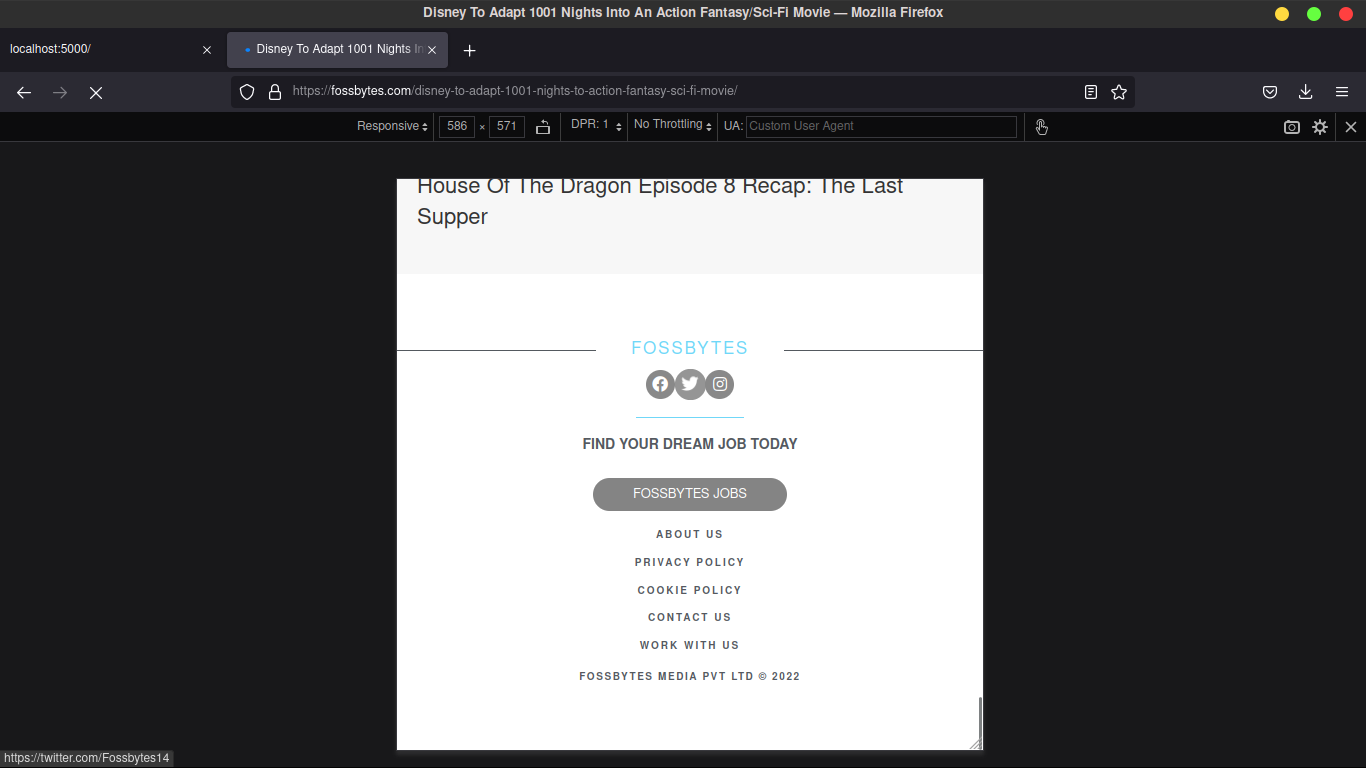 Disney To Adapt 1001 Nights Into An Action Fantasy/Sci-Fi Movie — Mozilla Firefox
localhost:5000/
Disney To Adapt 1001 Nights In
https://fossbytes.com/disney-to-adapt-1001-nights-to-action-fantasy-sci-fi-movie/
Responsive 586 × 571 DPR: 1 No Throttling UA: Custom User Agent
House Of The Dragon Episode 8 Recap: The Last
Supper
FOSSBYTES
FIND YOUR DREAM JOB TODAY
FOSSBYTES JOBS
ABOUT US
PRIVACY POLICY
COOKIE POLICY
CONTACT US
WORK WITH US
FOSSBYTES MEDIA PVT LTD © 2022
https://twitter.com/Fossbytes14